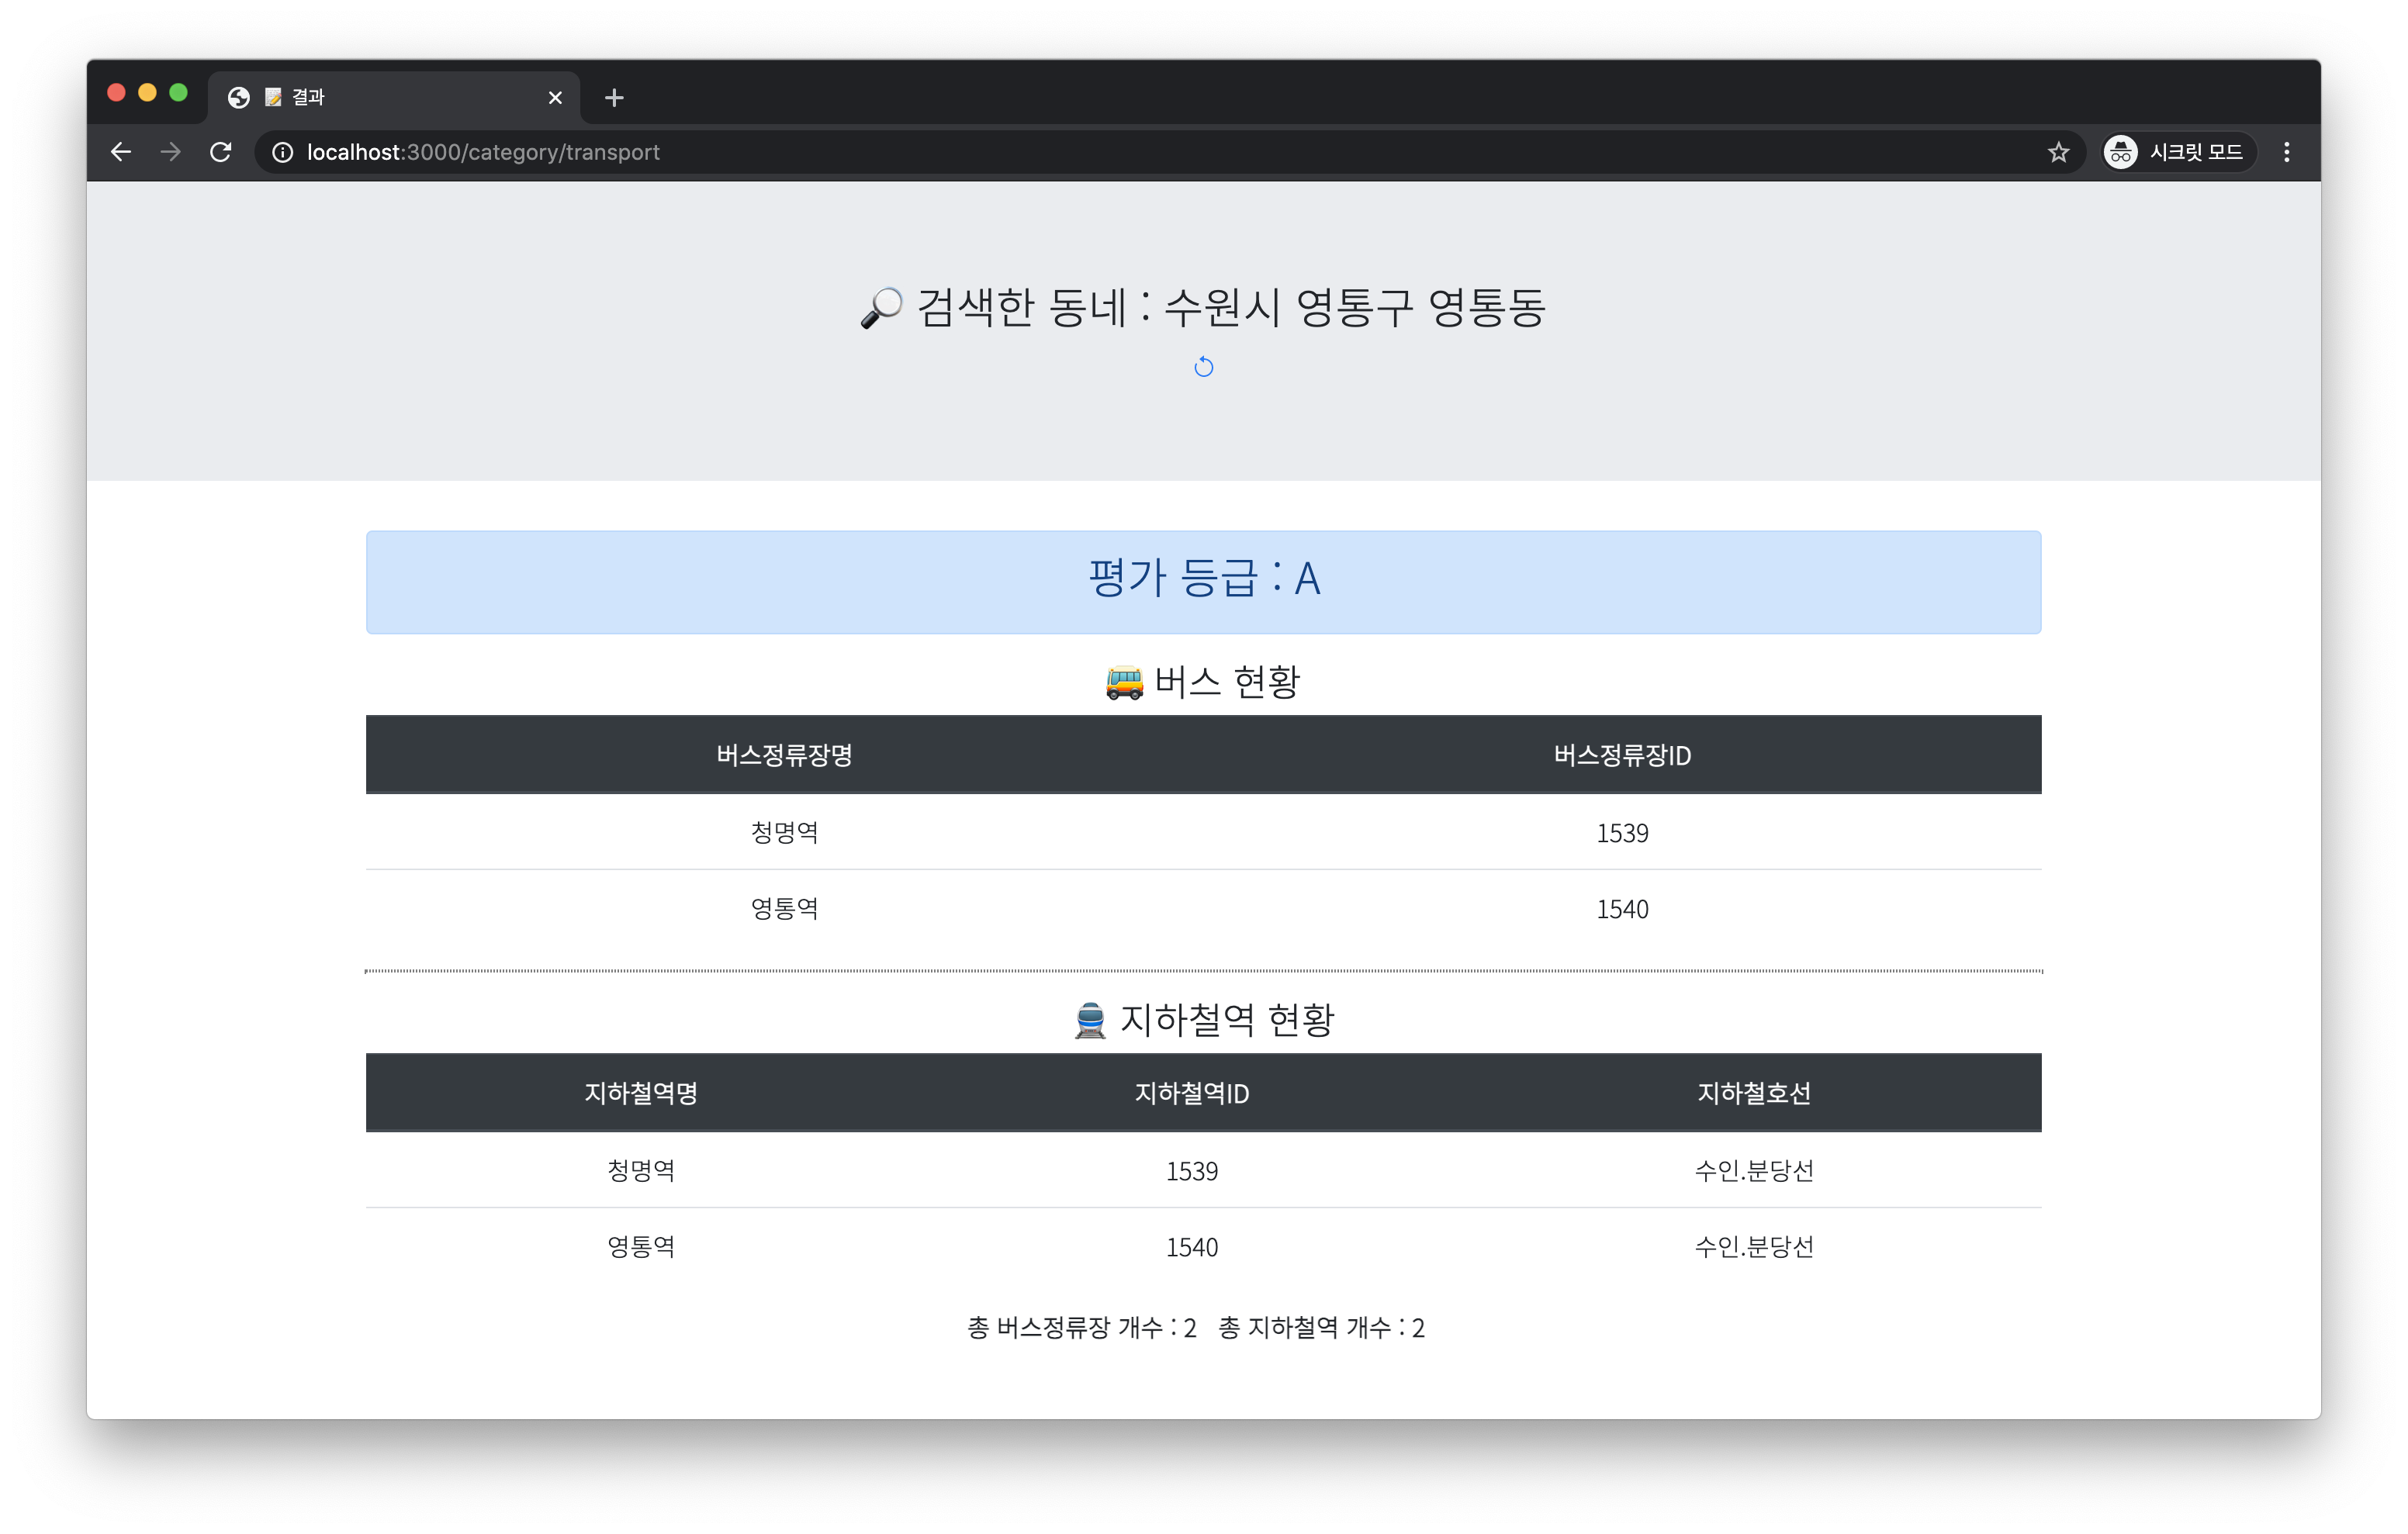 📝 결과
localhost:3000/category/transport
시크릿 모드
🔎 검색한 동네 : 수원시 영통구 영통동
평가 등급 : A
🚌 버스 현황
버스정류장명 버스정류장ID
청명역 1539
영통역 1540
🚆 지하철역 현황
지하철역명 지하철역ID 지하철호선
청명역 1539 수인.분당선
영통역 1540 수인.분당선
총 버스정류장 개수 : 2 총 지하철역 개수 : 2